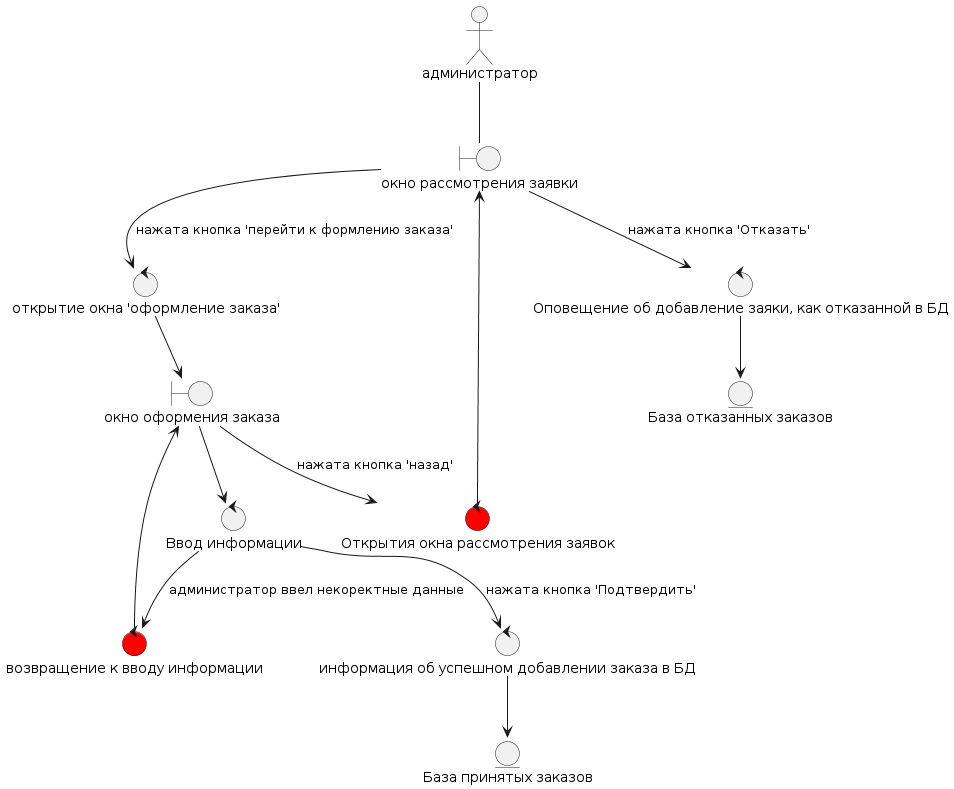 администратор
окно рассмотрения заявки
нажата кнопка 'перейти к формлению заказа'
нажата кнопка 'Отказать'
открытие окна 'оформление заказа'
Оповещение об добавление заяки, как отказанной в БД
окно оформения заказа
База отказанных заказов
нажата кнопка 'назад'
Ввод информации
Открытия окна рассмотрения заявок
администратор ввел некоректные данные
нажата кнопка 'Подтвердить'
возвращение к вводу информации
информация об успешном добавлении заказа в БД
База принятых заказов